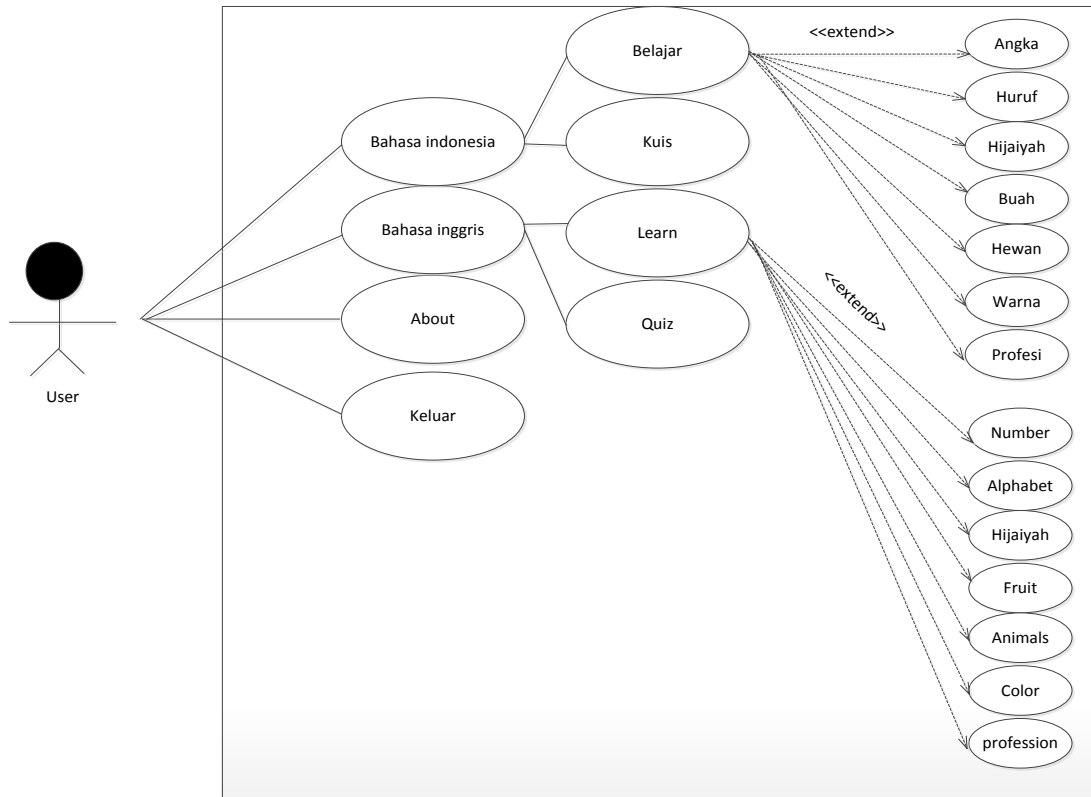 Belajar
<<extend>>
Angka
Huruf
Bahasa indonesia
Kuis
Hijaiyah
Buah
Bahasa inggris
Learn
Hewan
<<extend>>
Warna
About
Quiz
Profesi
User
Keluar
Number
Alphabet
Hijaiyah
Fruit
Animals
Color
profession